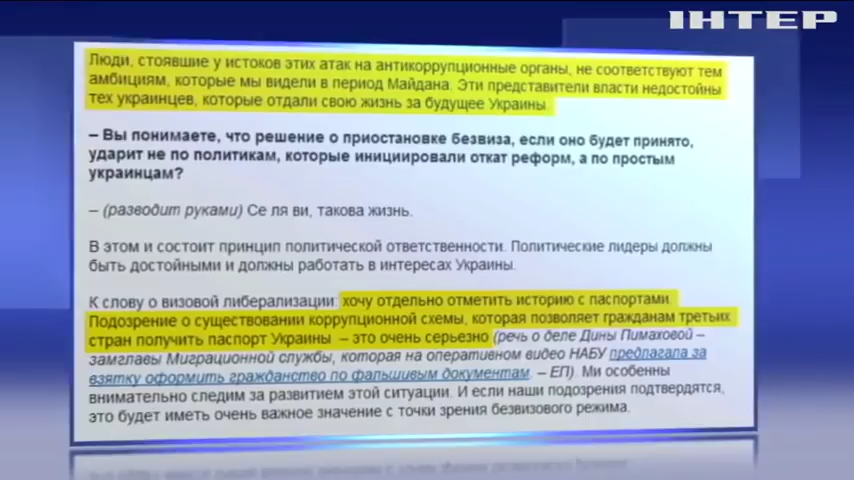 ІНТЕР
Люди, стоявшие у истоков этих атак на антикоррупционные органы, не соответствуют тем
амбициям, которые мы видели в период Майдана. Эти представители власти недостойны
тех украинцев, которые отдали свою жизнь за будущее Украины.
– Вы понимаете, что решение о приостановке безвиза, если оно будет принято,
ударит не по политикам, которые инициировали откат реформ, а по простым
украинцам?
– (разводит руками) Се ля ви, такова жизнь.
В этом и состоит принцип политической ответственности. Политические лидеры должны
быть достойными и должны работать в интересах Украины.
К слову о визовой либерализации: хочу отдельно отметить историю с паспортами.
Подозрение о существовании коррупционной схемы, которая позволяет гражданам третьих
стран получить паспорт Украины – это очень серьезно (речь о деле Дины Пимаховой –
замглавы Миграционной службы, которая на оперативном видео НАБУ предлагала за
взятку оформить гражданство по фальшивым документам. – ЕП). Ми особенны
внимательно следим за развитием этой ситуации. И если наши подозрения подтвердятся,
это будет иметь очень важное значение с точки зрения безвизового режима.